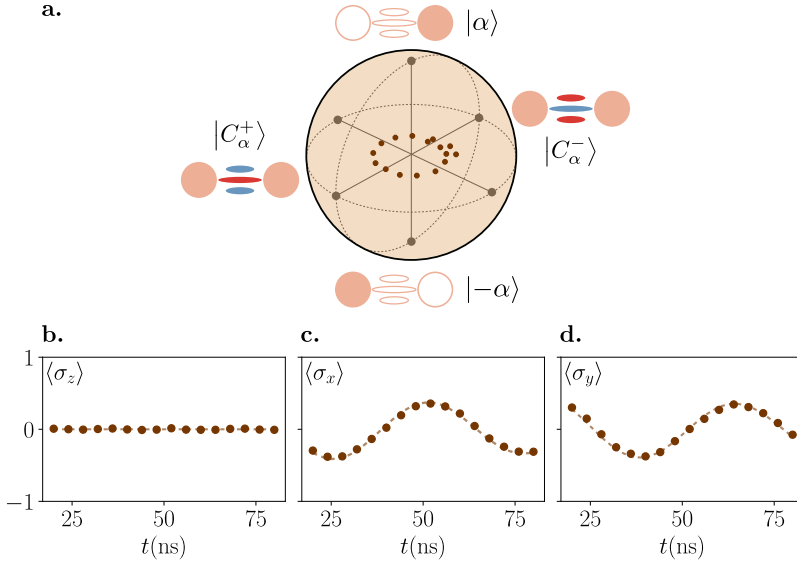 a.
|α⟩
|C_α^+⟩
|C_α^-⟩
|−α⟩
b.
c.
d.
⟨σ_z⟩
⟨σ_x⟩
⟨σ_y⟩
1
0
−1
25 50 75
25 50 75
25 50 75
t(ns)
t(ns)
t(ns)